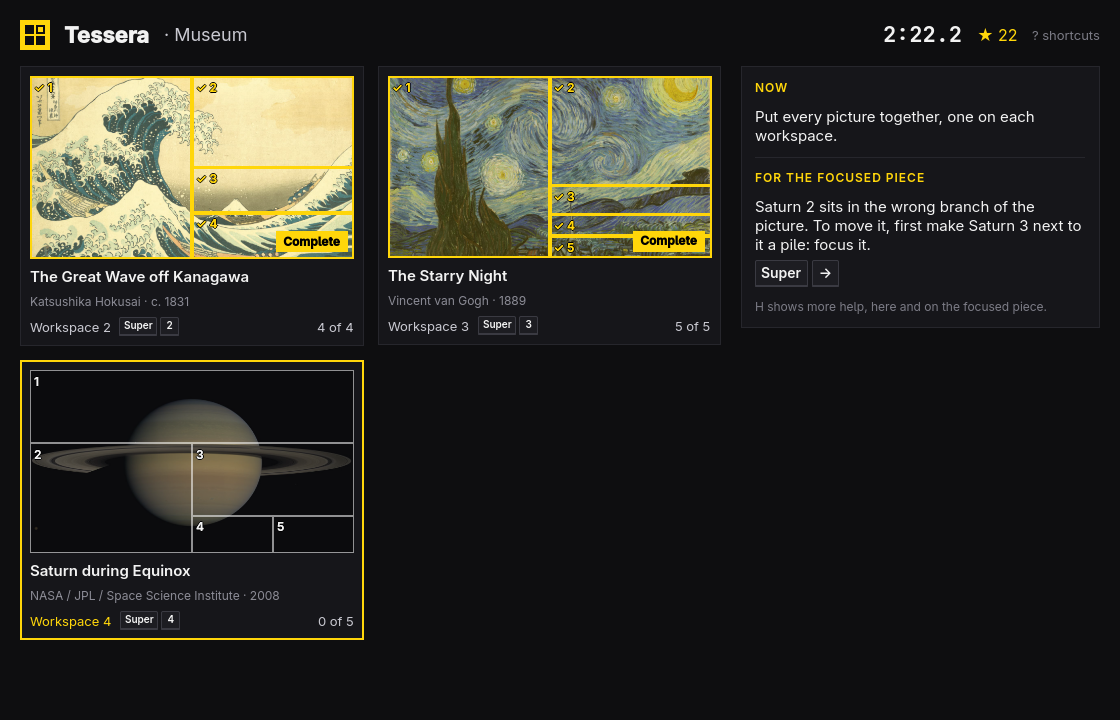 Tessera · Museum
2:22.2 ★ 22 ? shortcuts
1
2
3
4
Complete
The Great Wave off Kanagawa
Katsushika Hokusai · c. 1831
Workspace 2 Super 2 4 of 4
1
2
3
4
5
Complete
The Starry Night
Vincent van Gogh · 1889
Workspace 3 Super 3 5 of 5
NOW
Put every picture together, one on each
workspace.
FOR THE FOCUSED PIECE
Saturn 2 sits in the wrong branch of the
picture. To move it, first make Saturn 3 next to
it a pile: focus it.
Super →
H shows more help, here and on the focused piece.
1
2
3
4
5
Saturn during Equinox
NASA / JPL / Space Science Institute · 2008
Workspace 4 Super 4 0 of 5